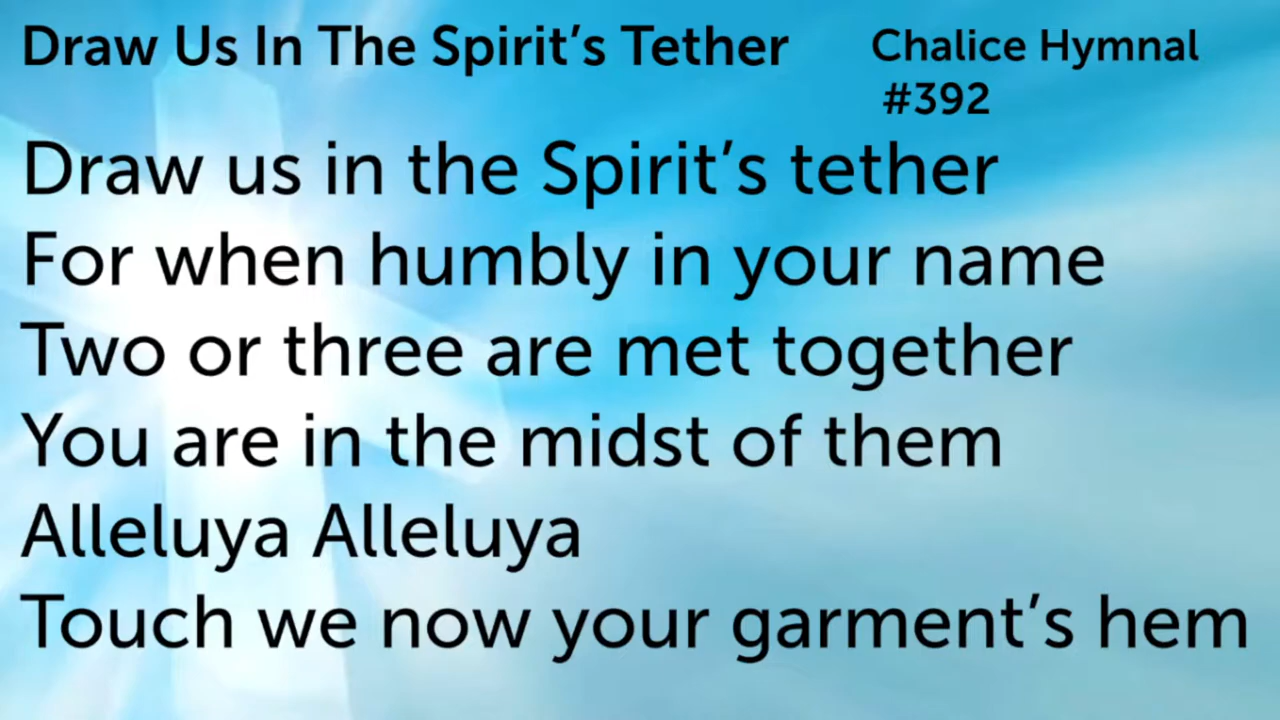 Draw Us In The Spirit’s Tether
Chalice Hymnal
#392
Draw us in the Spirit’s tether
For when humbly in your name
Two or three are met together
You are in the midst of them
Alleluya Alleluya
Touch we now your garment’s hem